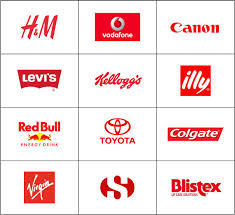 H&M
vodafone
Canon
LEVI'S
Kellogg's
illy
Red Bull
ENERGY DRINK
TOYOTA
Colgate
Virgin
S
Blistex